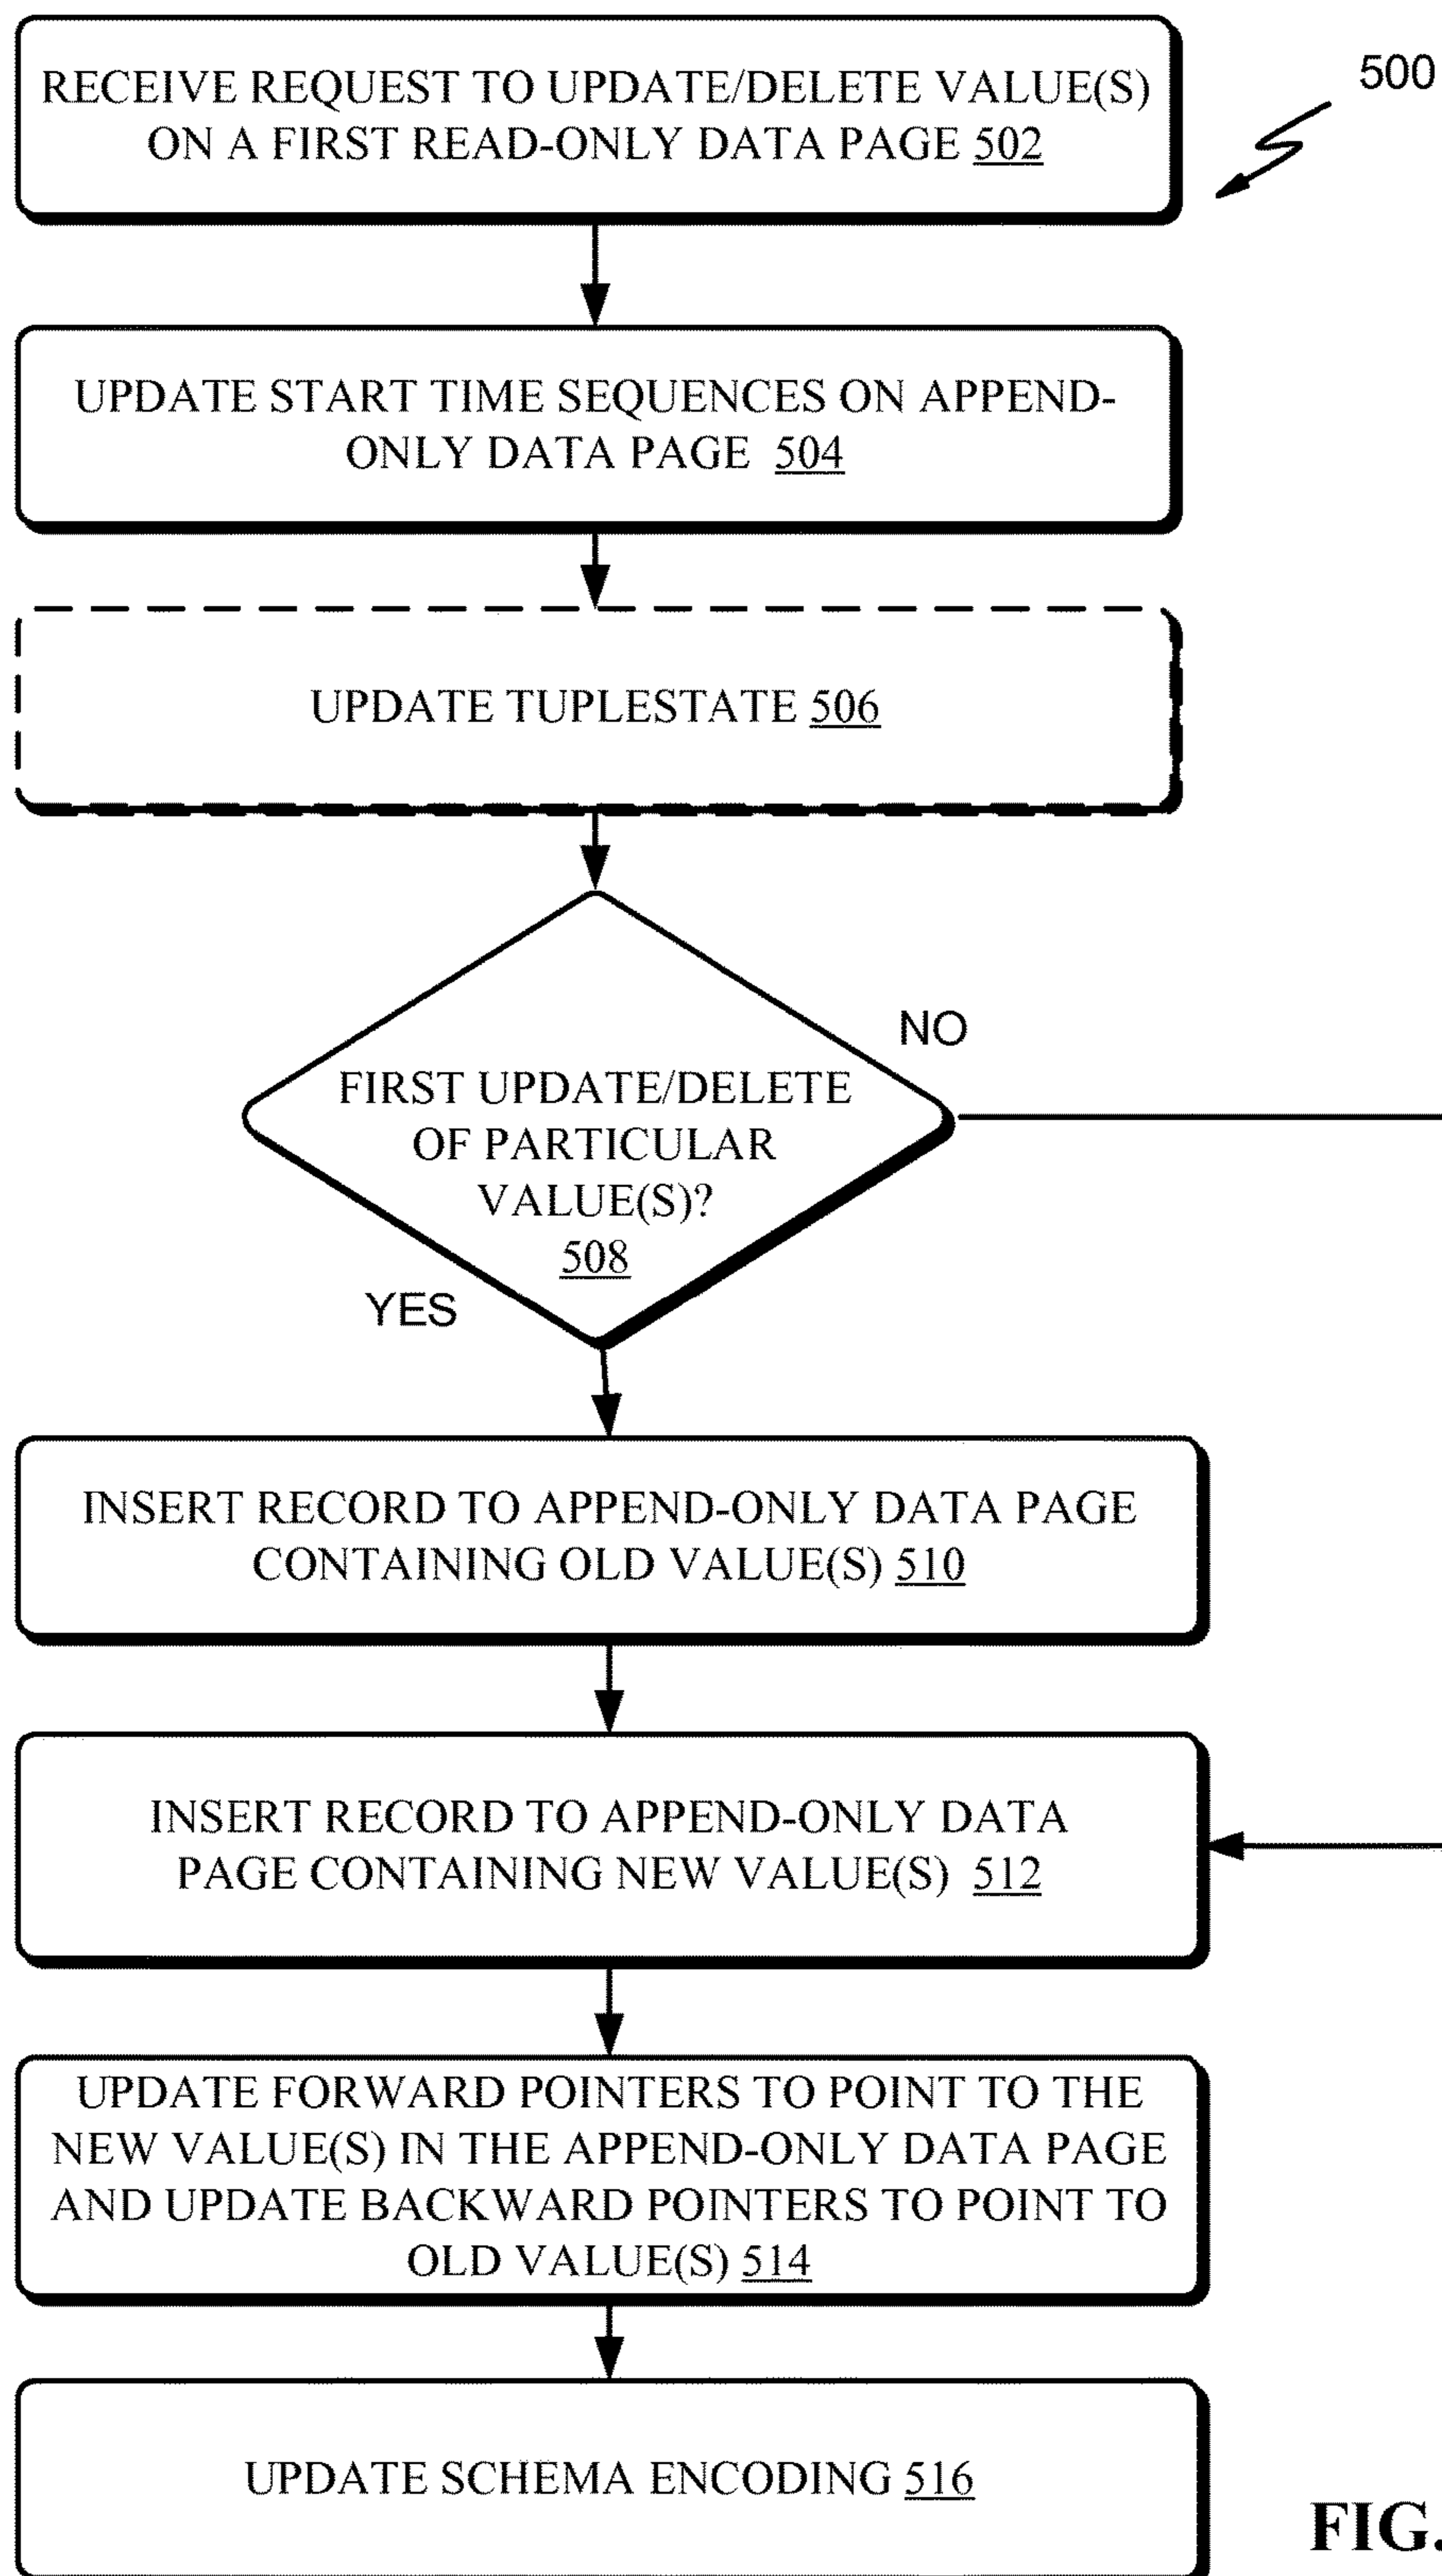 RECEIVE REQUEST TO UPDATE/DELETE VALUE(S)
ON A FIRST READ-ONLY DATA PAGE 502
500
UPDATE START TIME SEQUENCES ON APPEND-
ONLY DATA PAGE 504
UPDATE TUPLESTATE 506
NO
FIRST UPDATE/DELETE
OF PARTICULAR
VALUE(S)?
508
YES
INSERT RECORD TO APPEND-ONLY DATA PAGE
CONTAINING OLD VALUE(S) 510
INSERT RECORD TO APPEND-ONLY DATA
PAGE CONTAINING NEW VALUE(S) 512
UPDATE FORWARD POINTERS TO POINT TO THE
NEW VALUE(S) IN THE APPEND-ONLY DATA PAGE
AND UPDATE BACKWARD POINTERS TO POINT TO
OLD VALUE(S) 514
UPDATE SCHEMA ENCODING 516
FIG.